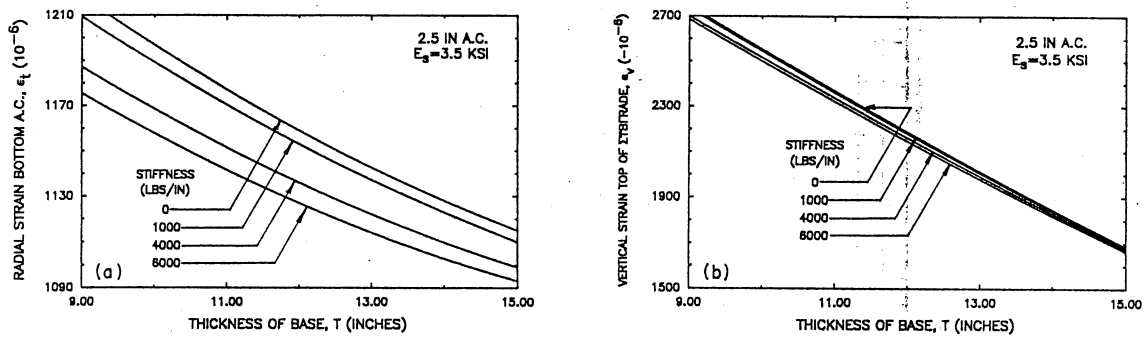 1210
1170
1130
1090
RADIAL STRAIN BOTTOM A.C., ε_t (10⁻⁶)
2.5 IN A.C.
E_s=3.5 KSI
STIFFNESS
(LBS/IN)
0
1000
4000
6000
(a)
9.00 11.00 13.00 15.00
THICKNESS OF BASE, T (INCHES)
2700
2300
1900
1500
VERTICAL STRAIN TOP OF ΣΤΒΓRADE, ε_v (-10⁻⁶)
2.5 IN A.C.
E_s=3.5 KSI
STIFFNESS
(LBS/IN)
0
1000
4000
6000
(b)
9.00 11.00 13.00 15.00
THICKNESS OF BASE, T (INCHES)